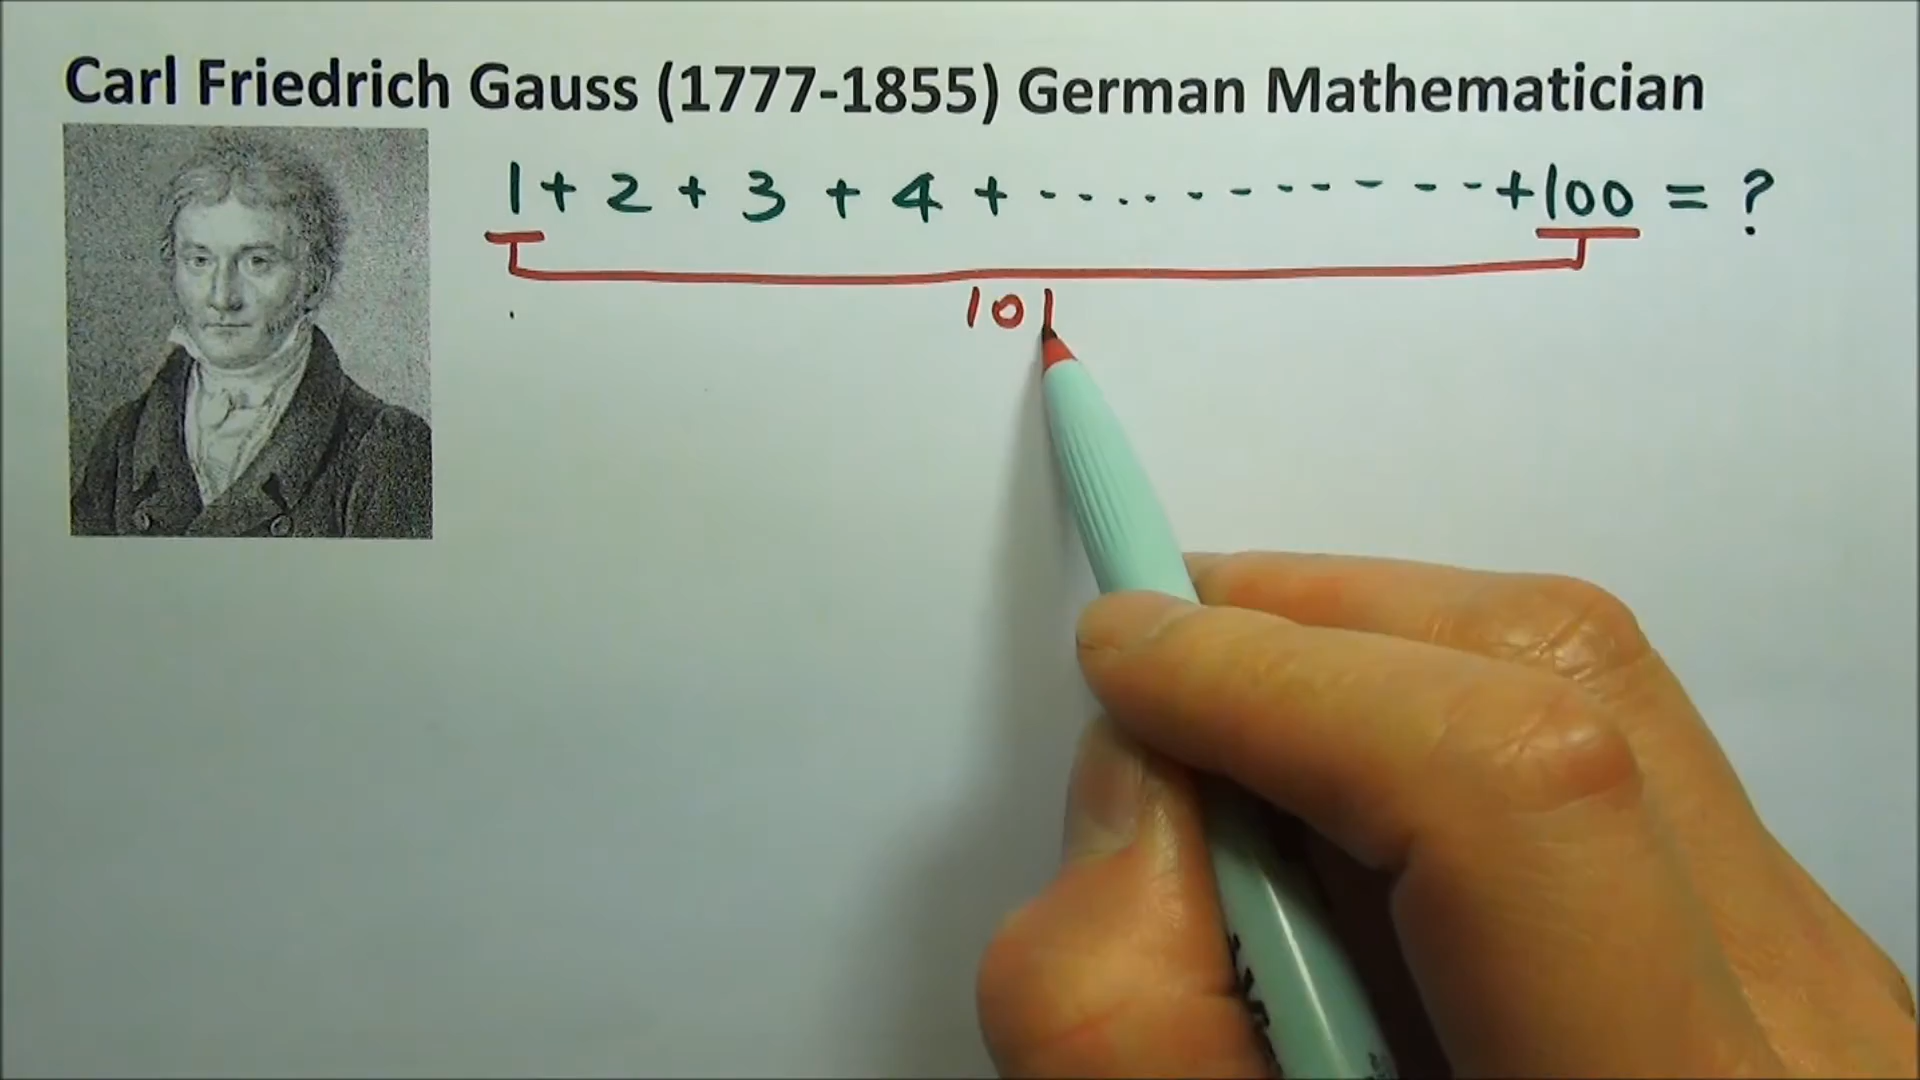 Carl Friedrich Gauss (1777-1855) German Mathematician
1 + 2 + 3 + 4 + ------------ +100 = ?
101